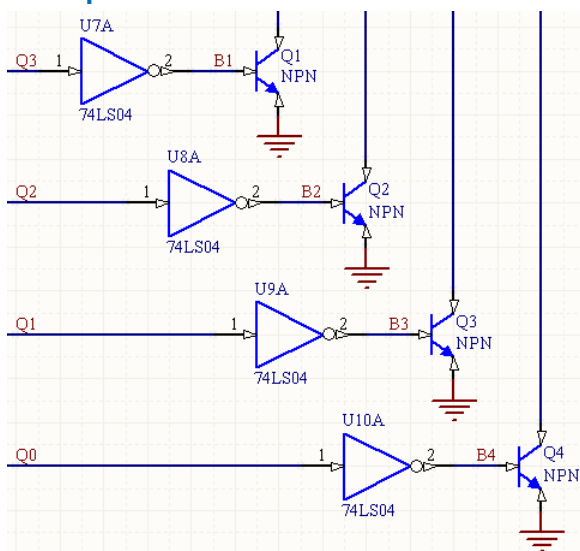 U7A
Q3 1 2 B1 Q1
NPN
74LS04
U8A
Q2 1 2 B2 Q2
NPN
74LS04
U9A
Q1 1 2 B3 Q3
NPN
74LS04
U10A
Q0 1 2 B4 Q4
NPN
74LS04